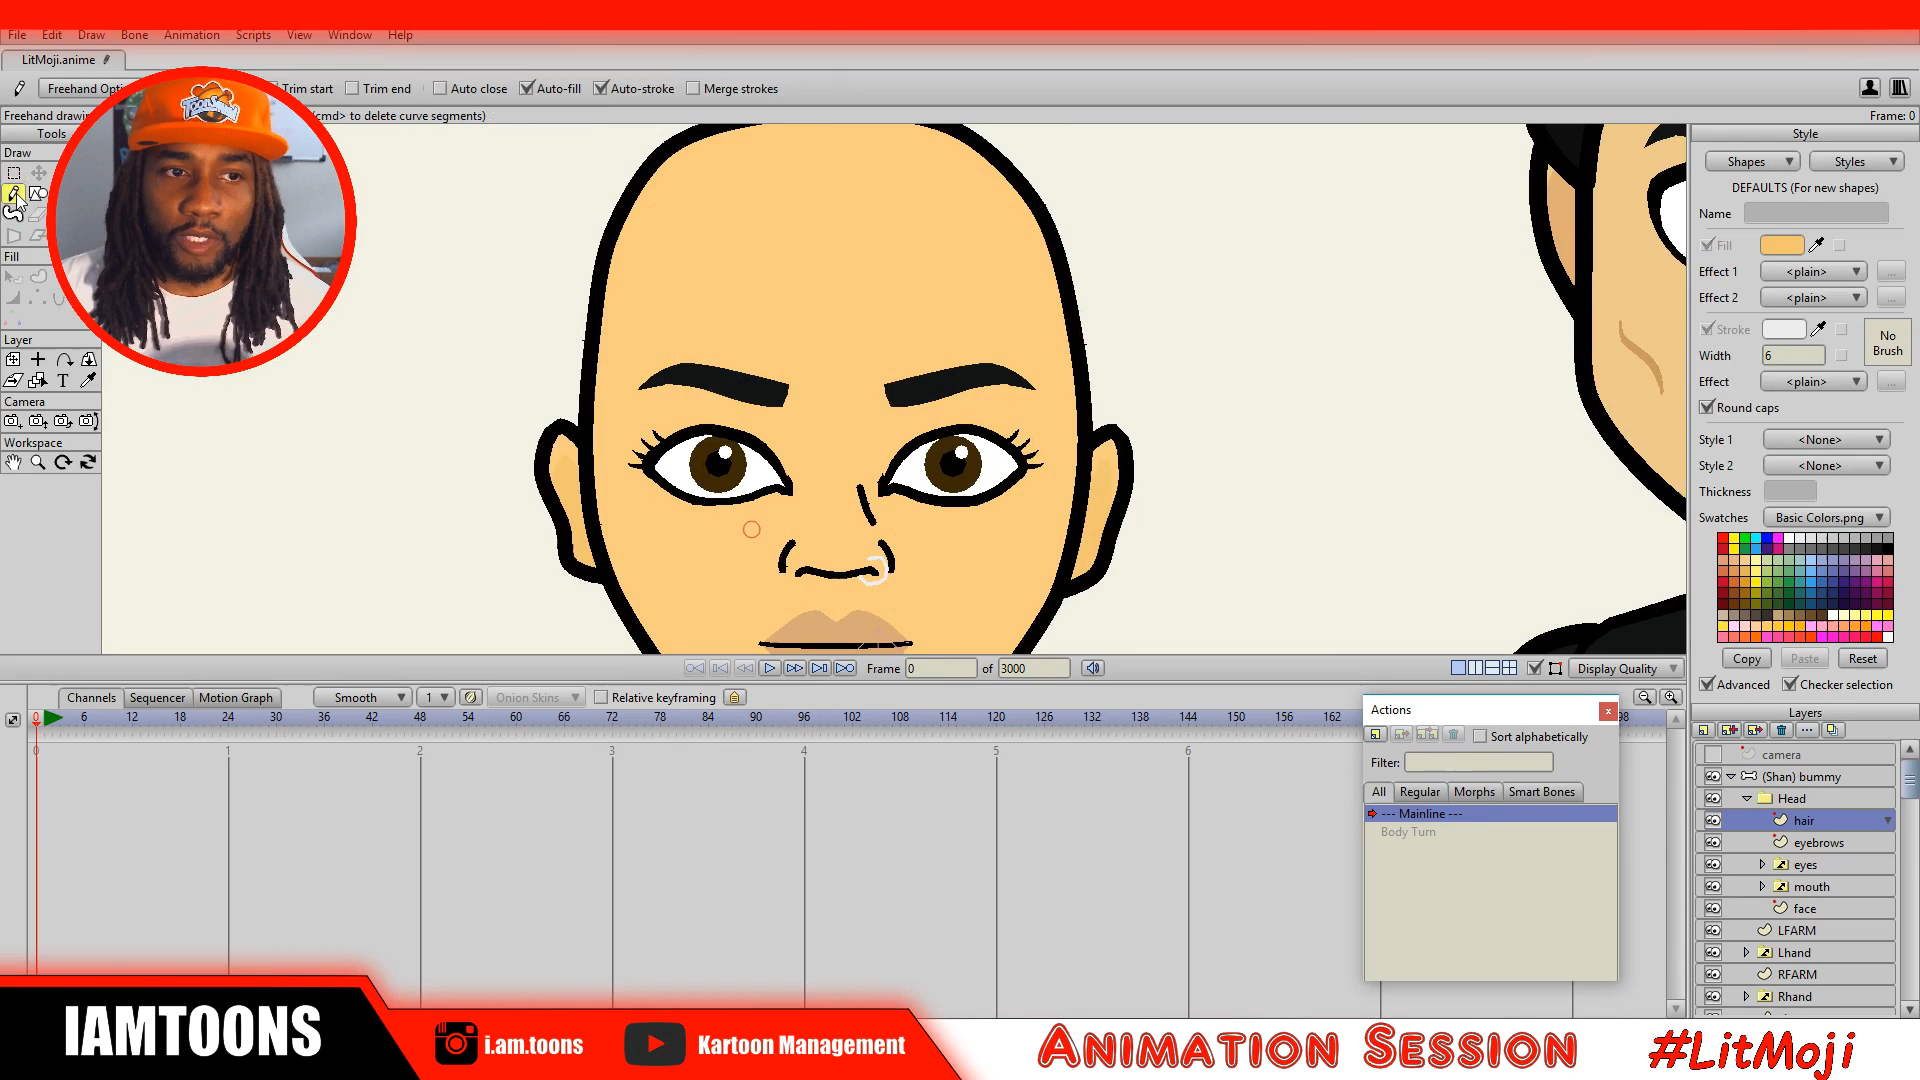 File Edit Draw Bone Animation Scripts View Window Help
LitMoji.anime
Trim start Trim end Auto close Auto-fill Auto-stroke Merge strokes
Freehand
cmd> to delete curve segments) Frame: 0
Tools
Draw
Fill
Layer
Camera
Workspace
ToonSquad
Style
Shapes Styles
DEFAULTS (For new shapes)
Name
Fill
Effect 1 <plain> ...
Effect 2 <plain> ...
Stroke
No Brush
Width 6
Effect <plain> ...
Round caps
Style 1 <None>
Style 2 <None>
Thickness
Swatches Basic Colors.png
Copy Paste Reset
Advanced Checker selection
Frame 0 of 3000 Display Quality
Channels Sequencer Motion Graph Smooth 1 Onion Skins Relative keyframing
0 6 12 18 24 30 36 42 48 54 60 66 72 78 84 90 96 102 108 114 120 126 132 138 144 150 156 162 98
0 1 2 3 4 5 6
Actions x
Sort alphabetically
Filter:
All Regular Morphs Smart Bones
--- Mainline ---
Body Turn
Layers
camera
(Shan) bummy
Head
hair
eyebrows
eyes
mouth
face
LFARM
Lhand
RFARM
Rhand
IAMTOONS i.am.toons Kartoon Management Animation Session #LitMoji